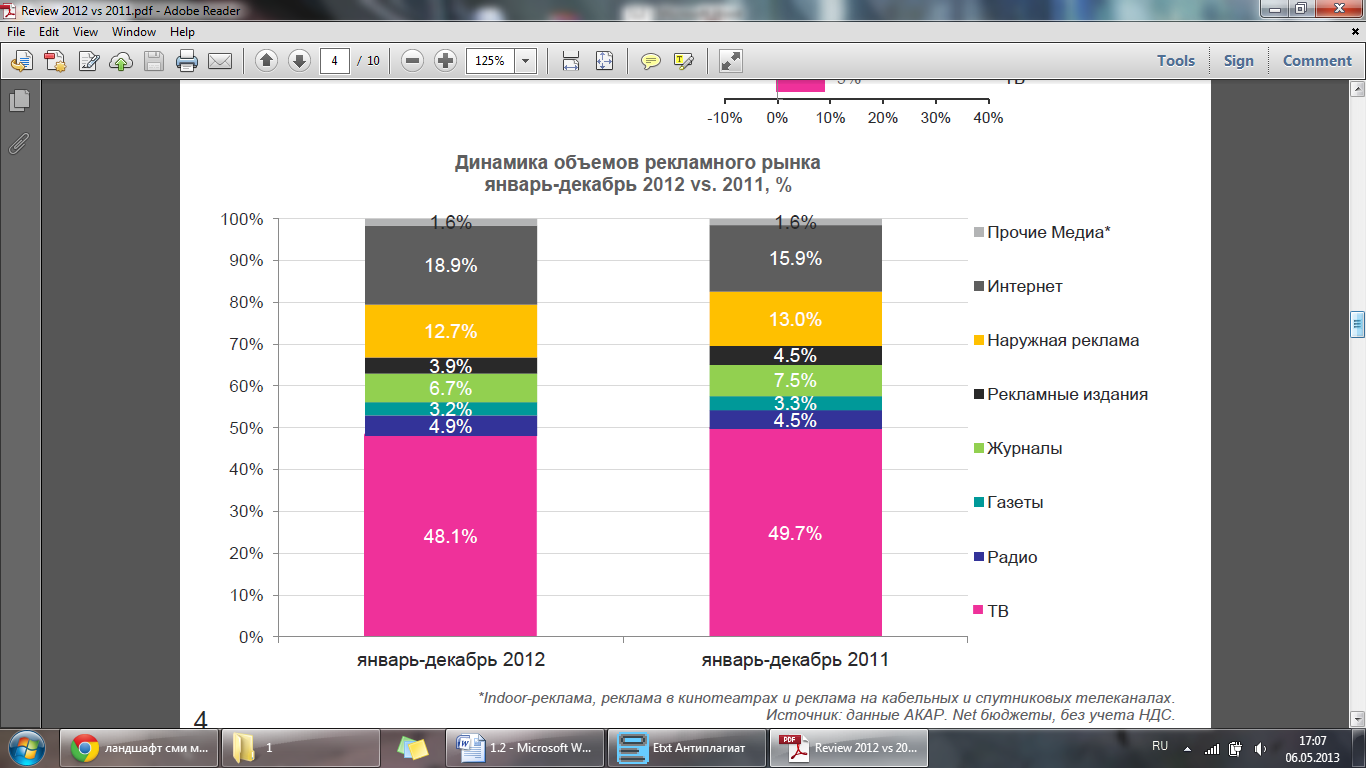 Review 2012 vs 2011.pdf - Adobe Reader
File Edit View Window Help
4 / 10 125% Tools Sign Comment
-10% 0% 10% 20% 30% 40%
Динамика объемов рекламного рынка
январь-декабрь 2012 vs. 2011, %
100%
90%
80%
70%
60%
50%
40%
30%
20%
10%
0%
1.6%
18.9%
12.7%
3.9%
6.7%
3.2%
4.9%
48.1%
1.6%
15.9%
13.0%
4.5%
7.5%
3.3%
4.5%
49.7%
Прочие Медиа*
Интернет
Наружная реклама
Рекламные издания
Журналы
Газеты
Радио
ТВ
январь-декабрь 2012 январь-декабрь 2011
*Indoor-реклама, реклама в кинотеатрах и реклама на кабельных и спутниковых телеканалах.
Источник: данные АКАР. Net бюджеты, без учета НДС.
4
ландшафт сми м... 1 1.2 - Microsoft W... Etxt Антиплагиат Review 2012 vs 20... RU 17:07
06.05.2013